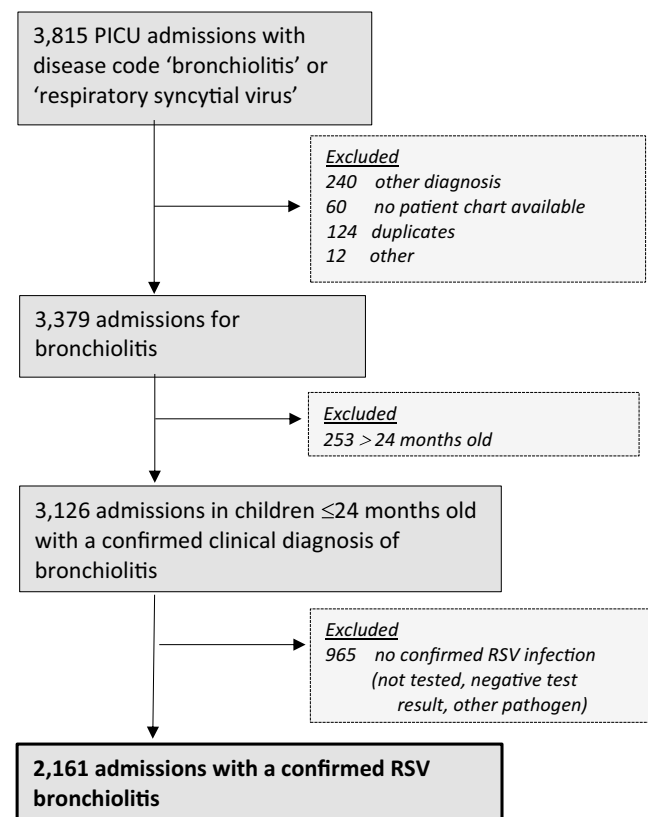 3,815 PICU admissions with
disease code ‘bronchiolitis’ or
‘respiratory syncytial virus’
Excluded
240 other diagnosis
60 no patient chart available
124 duplicates
12 other
3,379 admissions for
bronchiolitis
Excluded
253 > 24 months old
3,126 admissions in children ≤24 months old
with a confirmed clinical diagnosis of
bronchiolitis
Excluded
965 no confirmed RSV infection
(not tested, negative test
result, other pathogen)
2,161 admissions with a confirmed RSV
bronchiolitis